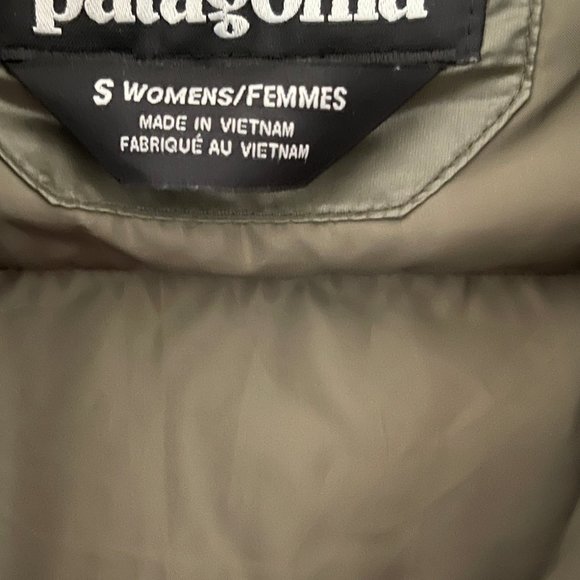 patagonia
S WOMENS/FEMMES
MADE IN VIETNAM
FABRIQUÉ AU VIETNAM